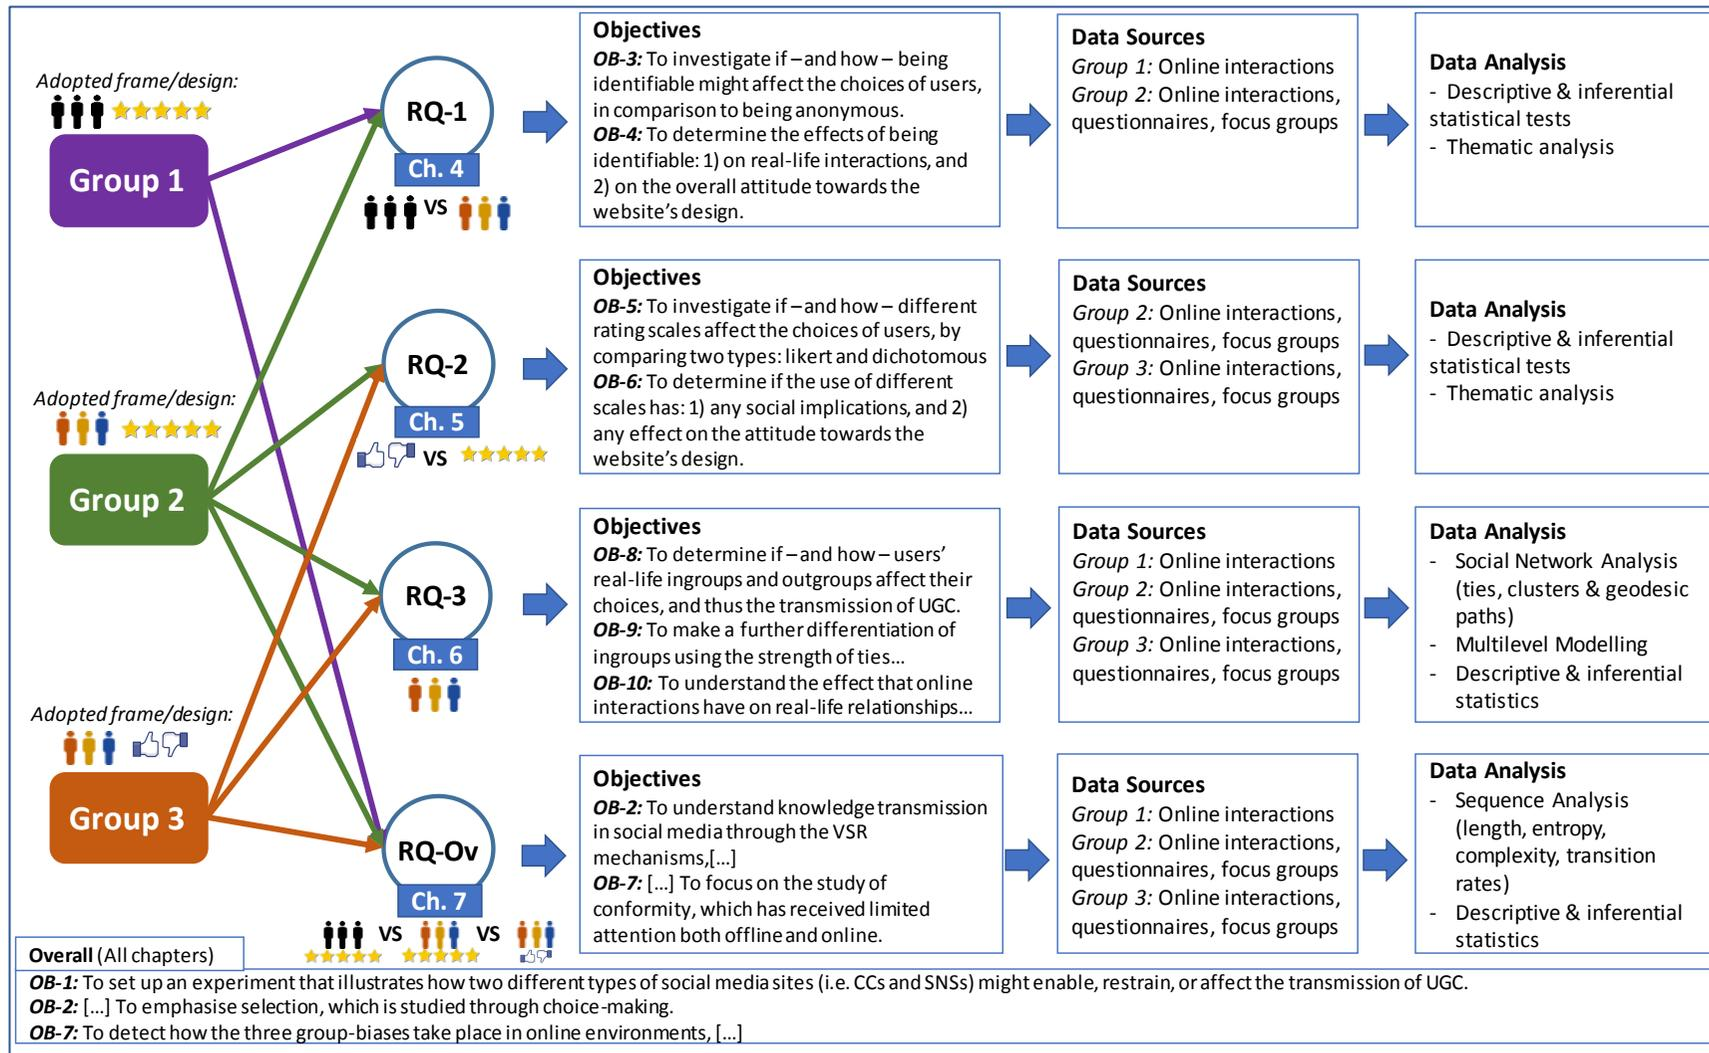 Adopted frame/design:
Group 1
Adopted frame/design:
Group 2
Adopted frame/design:
Group 3
RQ-1
Ch. 4
VS
Objectives
OB-3: To investigate if – and how – being
identifiable might affect the choices of users,
in comparison to being anonymous.
OB-4: To determine the effects of being
identifiable: 1) on real-life interactions, and
2) on the overall attitude towards the
website's design.
Data Sources
Group 1: Online interactions
Group 2: Online interactions,
questionnaires, focus groups
Data Analysis
- Descriptive & inferential
statistical tests
- Thematic analysis
RQ-2
Ch. 5
VS
Objectives
OB-5: To investigate if – and how – different
rating scales affect the choices of users, by
comparing two types: likert and dichotomous
OB-6: To determine if the use of different
scales has: 1) any social implications, and 2)
any effect on the attitude towards the
website's design.
Data Sources
Group 2: Online interactions,
questionnaires, focus groups
Group 3: Online interactions,
questionnaires, focus groups
Data Analysis
- Descriptive & inferential
statistical tests
- Thematic analysis
RQ-3
Ch. 6
Objectives
OB-8: To determine if – and how – users'
real-life ingroups and outgroups affect their
choices, and thus the transmission of UGC.
OB-9: To make a further differentiation of
ingroups using the strength of ties...
OB-10: To understand the effect that online
interactions have on real-life relationships...
Data Sources
Group 1: Online interactions
Group 2: Online interactions,
questionnaires, focus groups
Group 3: Online interactions,
questionnaires, focus groups
Data Analysis
- Social Network Analysis
(ties, clusters & geodesic
paths)
- Multilevel Modelling
- Descriptive & inferential
statistics
RQ-Ov
Ch. 7
VS VS
Objectives
OB-2: To understand knowledge transmission
in social media through the VSR
mechanisms,[...]
OB-7: [...] To focus on the study of
conformity, which has received limited
attention both offline and online.
Data Sources
Group 1: Online interactions
Group 2: Online interactions,
questionnaires, focus groups
Group 3: Online interactions,
questionnaires, focus groups
Data Analysis
- Sequence Analysis
(length, entropy,
complexity, transition
rates)
- Descriptive & inferential
statistics
Overall (All chapters)
OB-1: To set up an experiment that illustrates how two different types of social media sites (i.e. CCs and SNSs) might enable, restrain, or affect the transmission of UGC.
OB-2: [...] To emphasise selection, which is studied through choice-making.
OB-7: To detect how the three group-biases take place in online environments, [...]